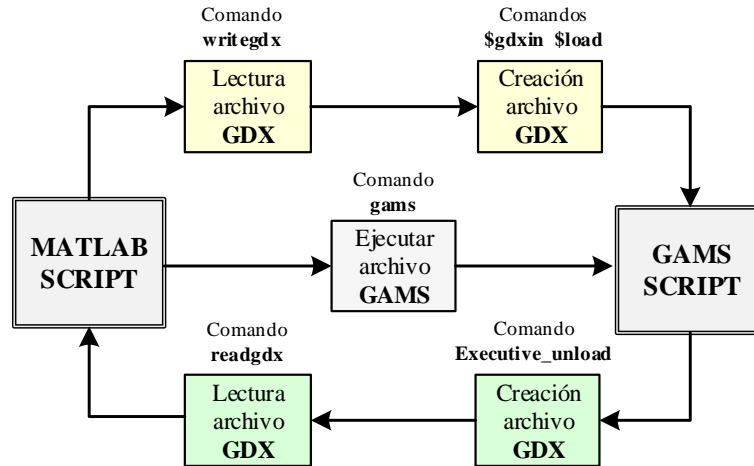 Comando
writegdx
Comandos
$gdxin $load
Lectura
archivo
GDX
Creación
archivo
GDX
Comando
gams
MATLAB
SCRIPT
Ejecutar
archivo
GAMS
GAMS
SCRIPT
Comando
readgdx
Comando
Executive_unload
Lectura
archivo
GDX
Creación
archivo
GDX